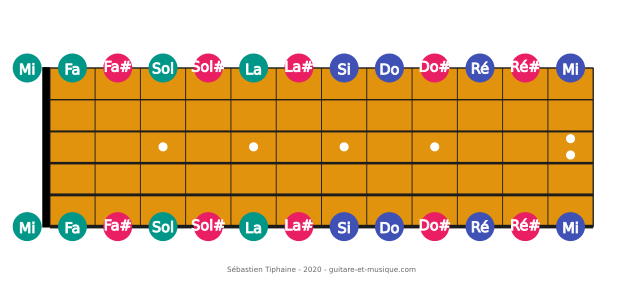 Mi Fa Fa# Sol Sol# La La# Si Do Do# Ré Ré# Mi
Mi Fa Fa# Sol Sol# La La# Si Do Do# Ré Ré# Mi
Sébastien Tiphaine - 2020 - guitare-et-musique.com